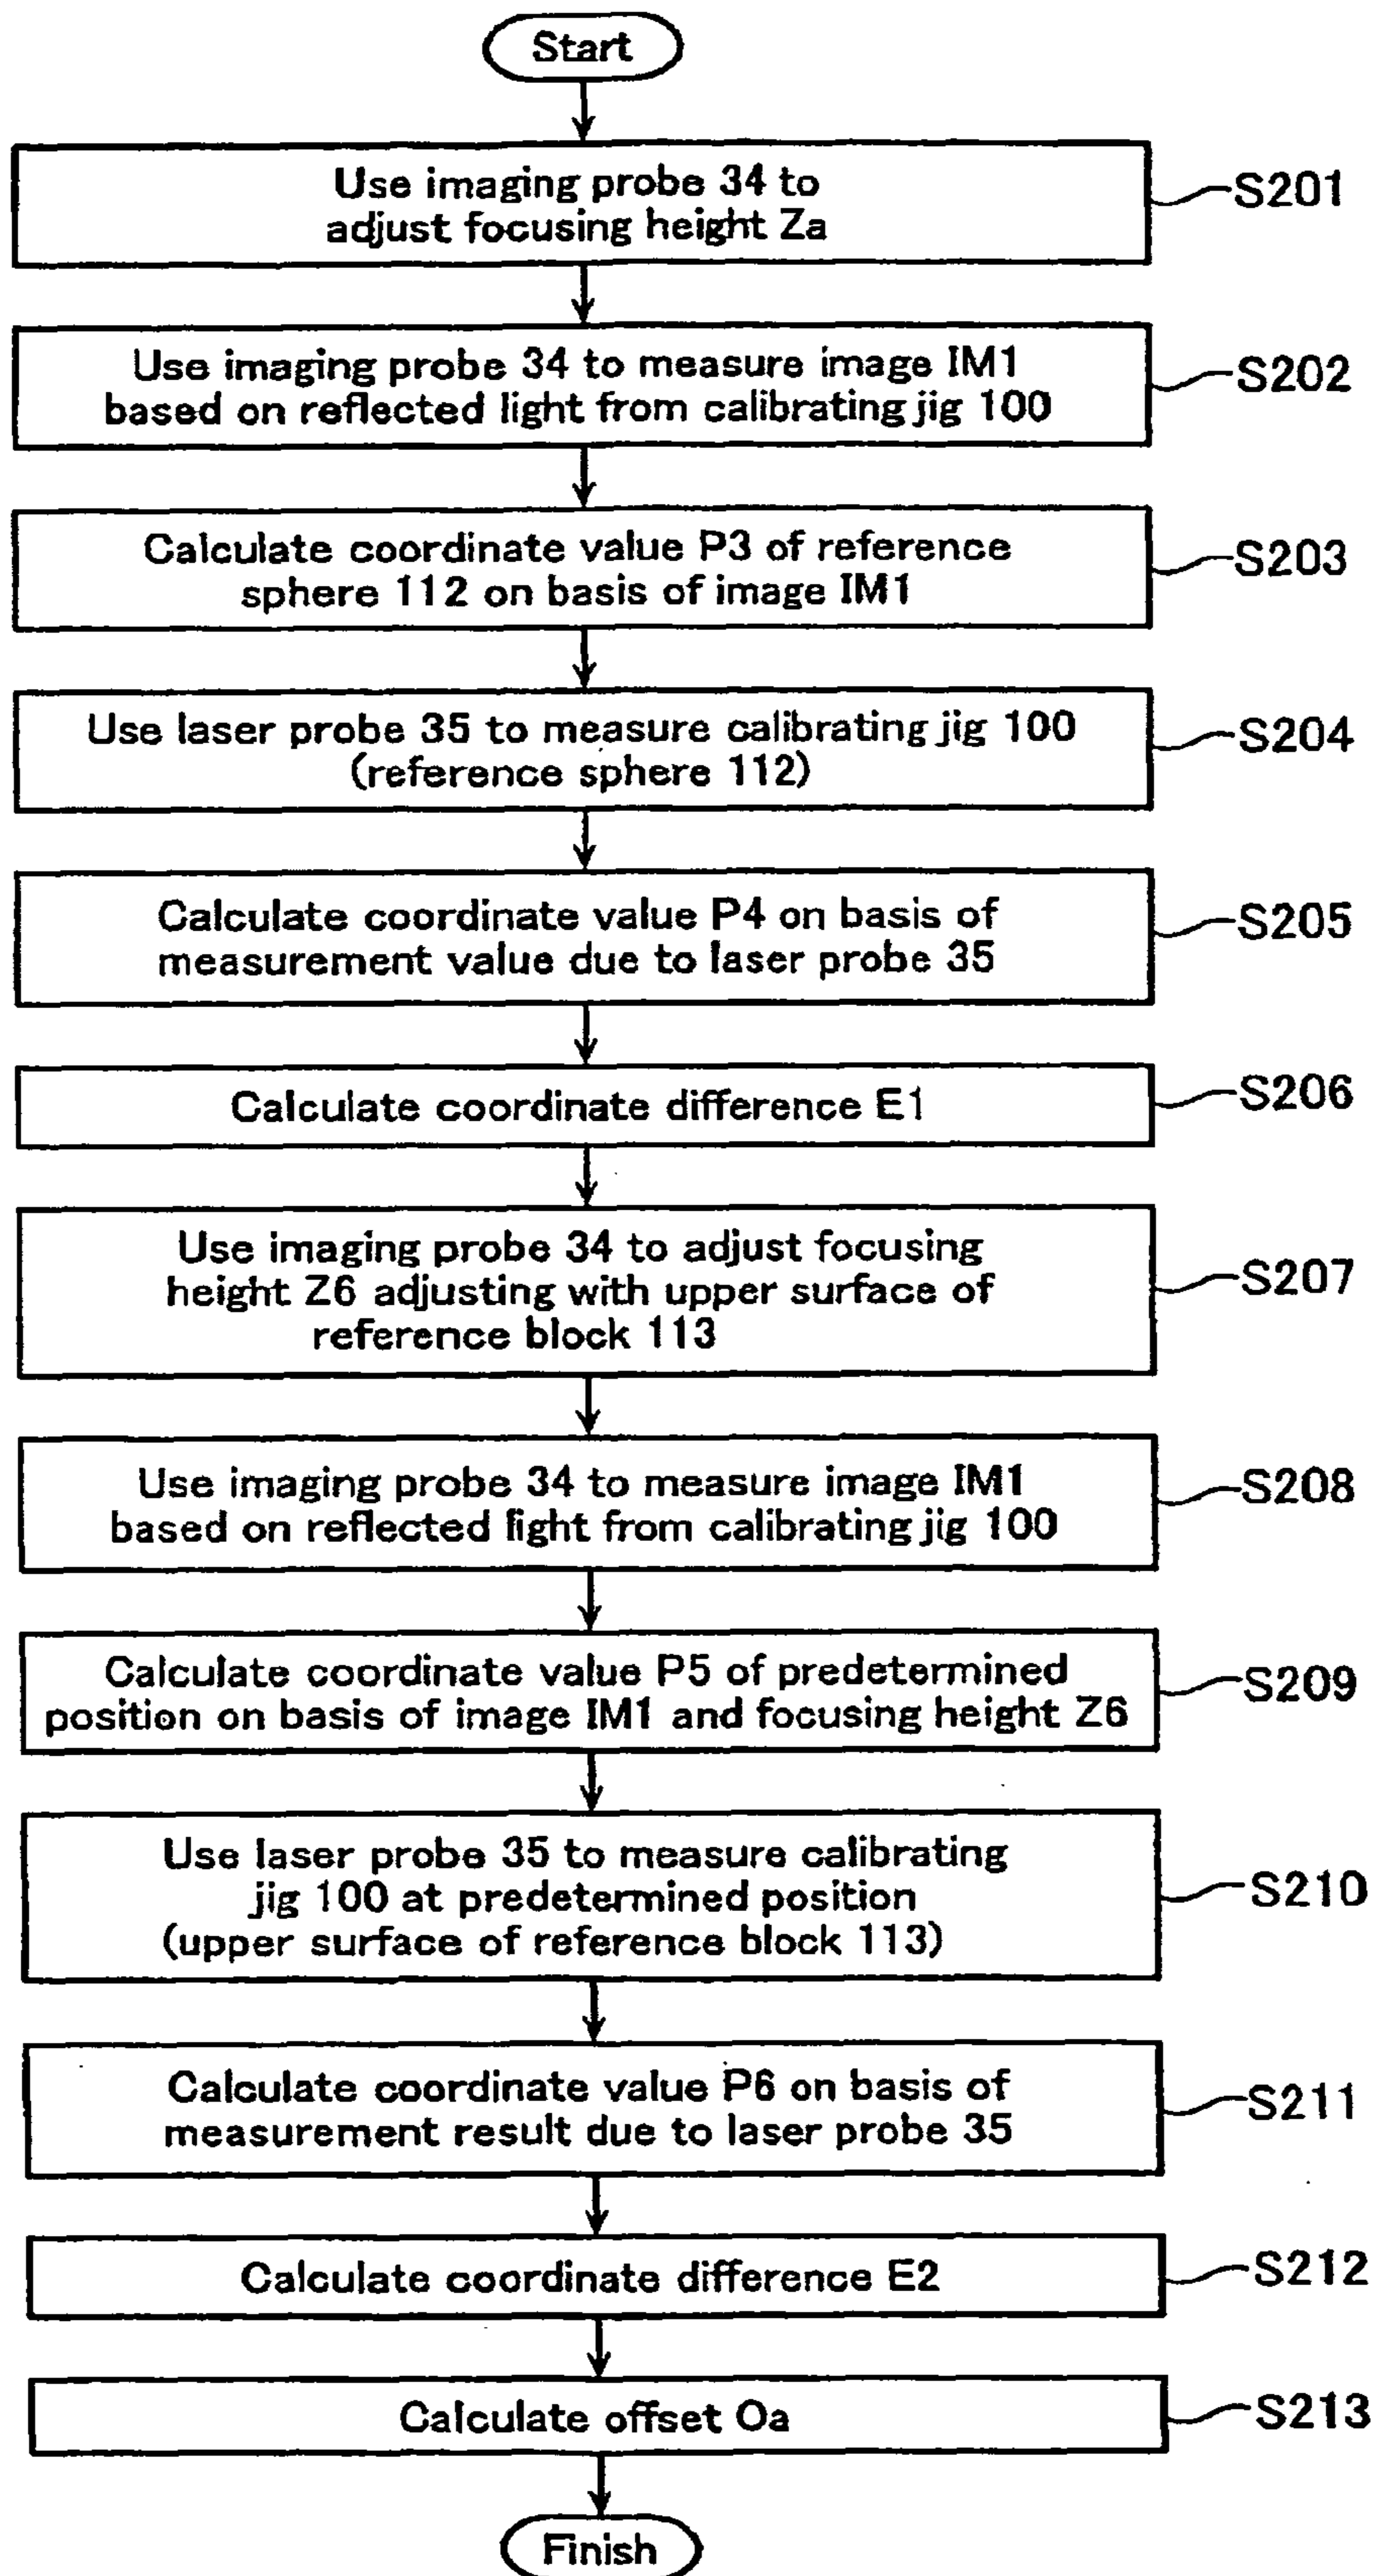 Start
Use imaging probe 34 to
adjust focusing height Za
S201
Use imaging probe 34 to measure image IM1
based on reflected light from calibrating jig 100
S202
Calculate coordinate value P3 of reference
sphere 112 on basis of image IM1
S203
Use laser probe 35 to measure calibrating jig 100
(reference sphere 112)
S204
Calculate coordinate value P4 on basis of
measurement value due to laser probe 35
S205
Calculate coordinate difference E1
S206
Use imaging probe 34 to adjust focusing
height Z6 adjusting with upper surface of
reference block 113
S207
Use imaging probe 34 to measure image IM1
based on reflected light from calibrating jig 100
S208
Calculate coordinate value P5 of predetermined
position on basis of image IM1 and focusing height Z6
S209
Use laser probe 35 to measure calibrating
jig 100 at predetermined position
(upper surface of reference block 113)
S210
Calculate coordinate value P6 on basis of
measurement result due to laser probe 35
S211
Calculate coordinate difference E2
S212
Calculate offset Oa
S213
Finish